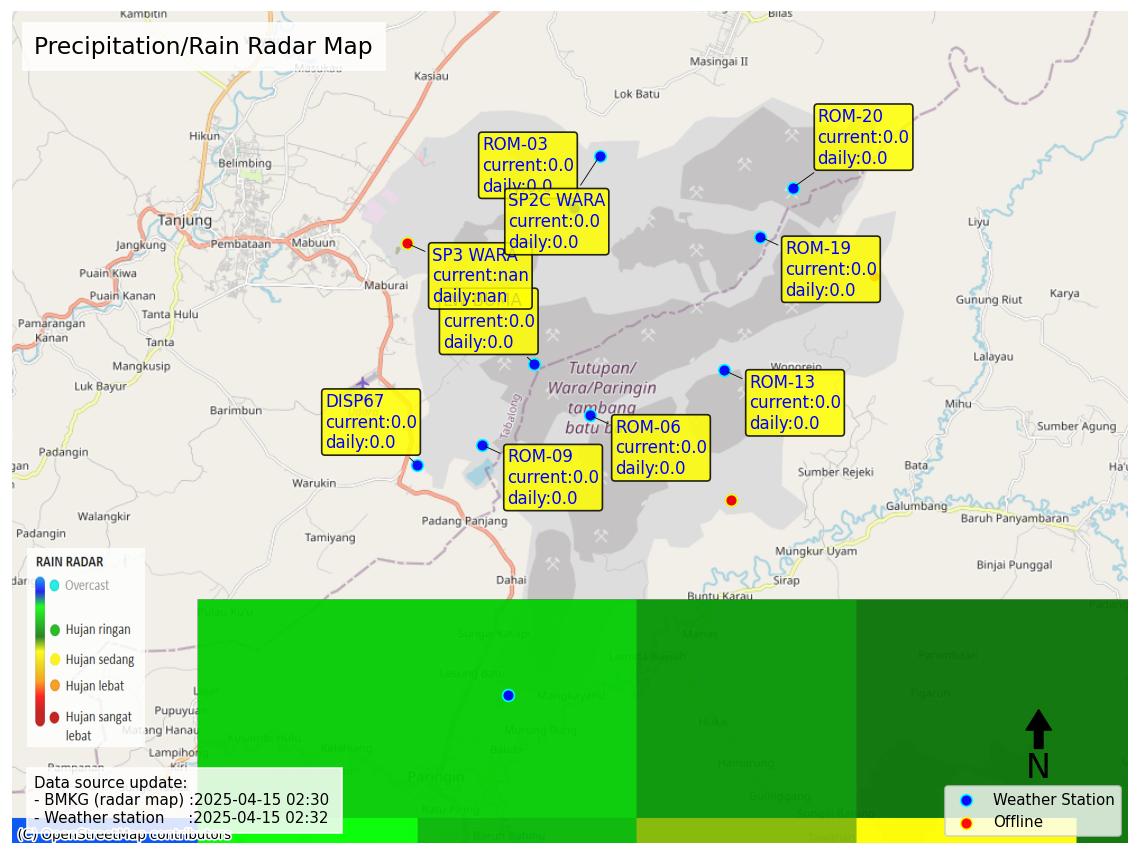 Precipitation/Rain Radar Map
Kambitin
Bilas
Masukau
Kasiau
Masingai II
Lok Batu
Hikun
Belimbing
ROM-03
current:0.0
daily:0.0
ROM-20
current:0.0
daily:0.0
SP2C WARA
current:0.0
daily:0.0
Tanjung
Jangkung
Pembataan
Mabuun
Liyu
SP3 WARA
current:nan
daily:nan
ROM-19
current:0.0
daily:0.0
Puain Kiwa
Maburai
Puain Kanan
Gunung Riut
Karya
Tanta Hulu
current:0.0
daily:0.0
Pamarangan
Kanan
Tanta
Mangkusip
Lalayau
Wonorejo
Tutupan/
Wara/Paringin
tambang
batu b
Luk Bayur
ROM-13
current:0.0
daily:0.0
Barimbun
DISP67
current:0.0
daily:0.0
Tabalong
Mihu
ROM-06
current:0.0
daily:0.0
Sumber Agung
Padangin
ROM-09
current:0.0
daily:0.0
Bata
Sumber Rejeki
Warukin
Galumbang
Walangkir
Padang Panjang
Baruh Panyambaran
Padangin
Tamiyang
Mungkur Uyam
Binjai Punggal
Dahai
Sirap
Buntu Karau
RAIN RADAR
Overcast
Hujan ringan
Hujan sedang
Hujan lebat
Hujan sangat
lebat
Mangkayahu
Murung Ilung
Pupuyuan
Matang Hanau
Lampihong
Kiri
Paringin
N
Data source update:
- BMKG (radar map) :2025-04-15 02:30
- Weather station :2025-04-15 02:32
Weather Station
Offline
(C) OpenStreetMap contributors